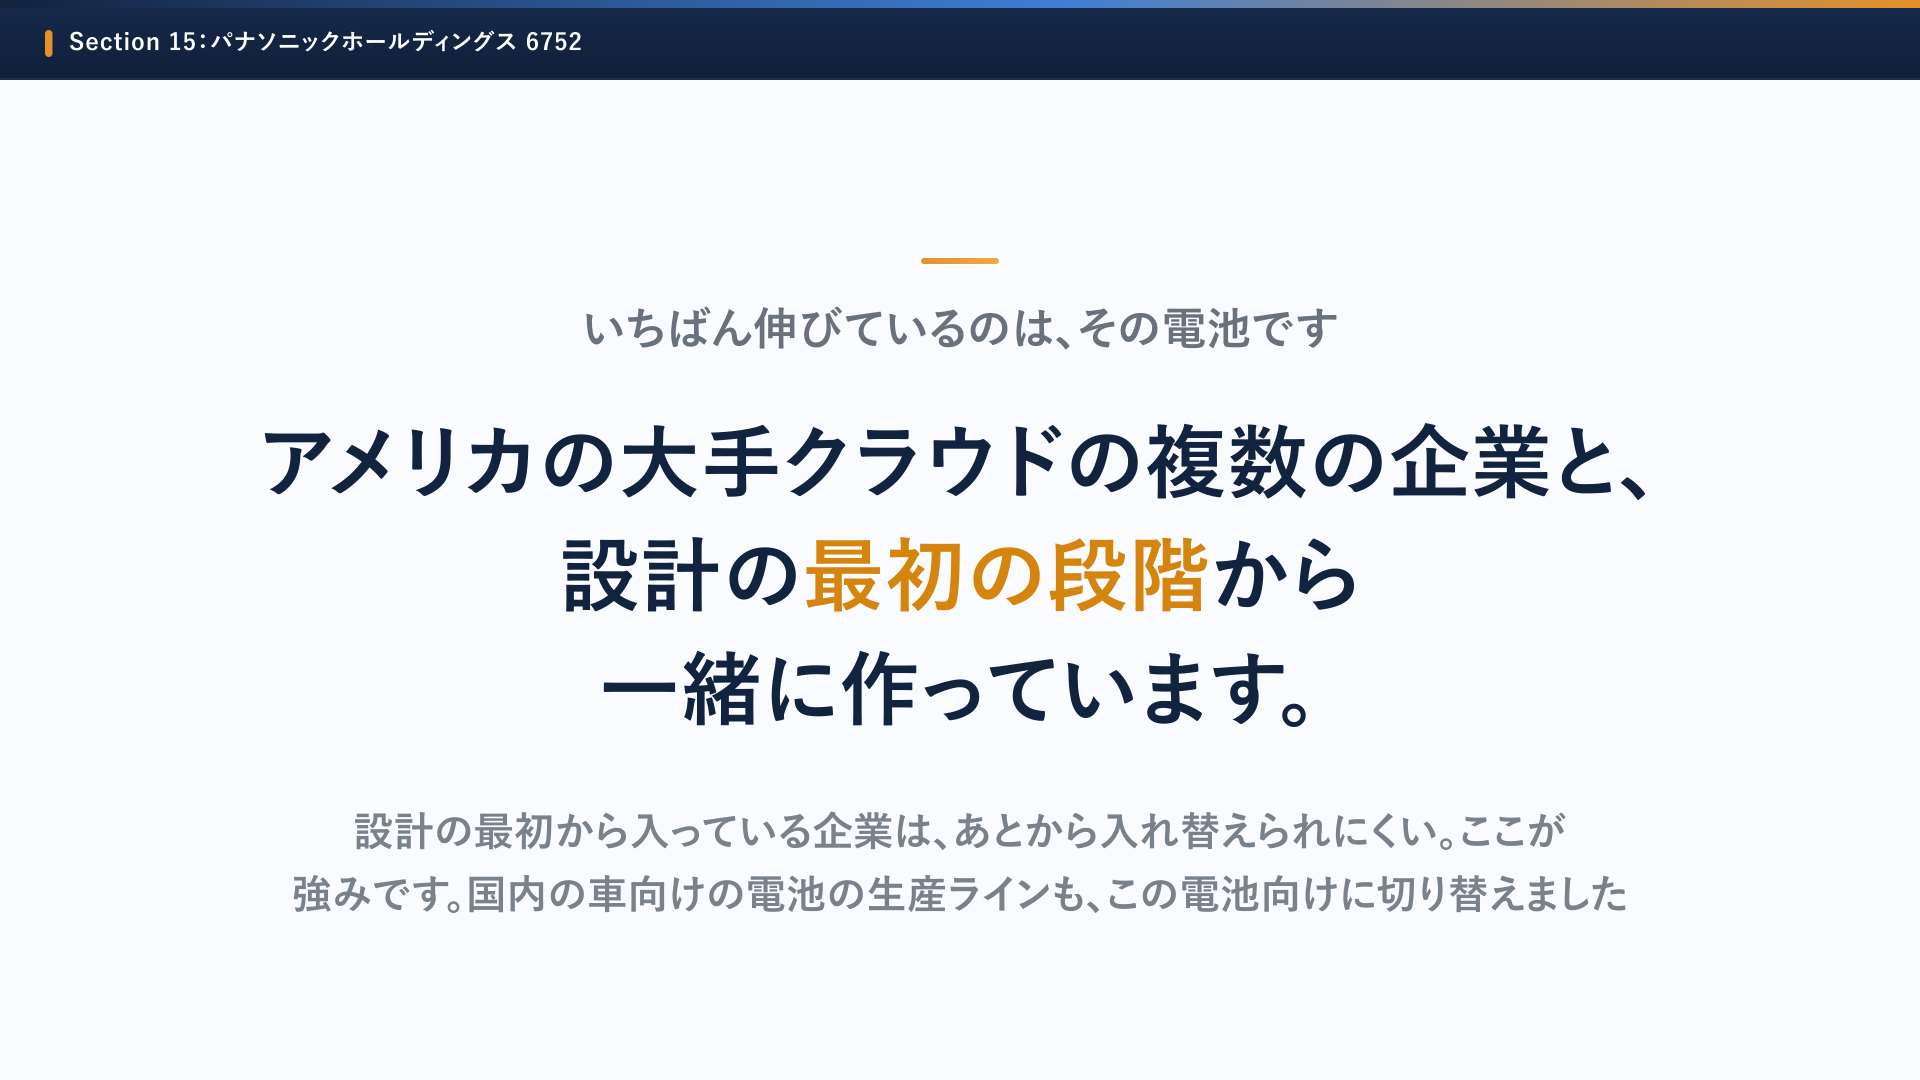 Section 15：パナソニックホールディングス 6752
いちばん伸びているのは、その電池です
アメリカの大手クラウドの複数の企業と、
設計の最初の段階から
一緒に作っています。
設計の最初から入っている企業は、あとから入れ替えられにくい。ここが
強みです。国内の車向けの電池の生産ラインも、この電池向けに切り替えました